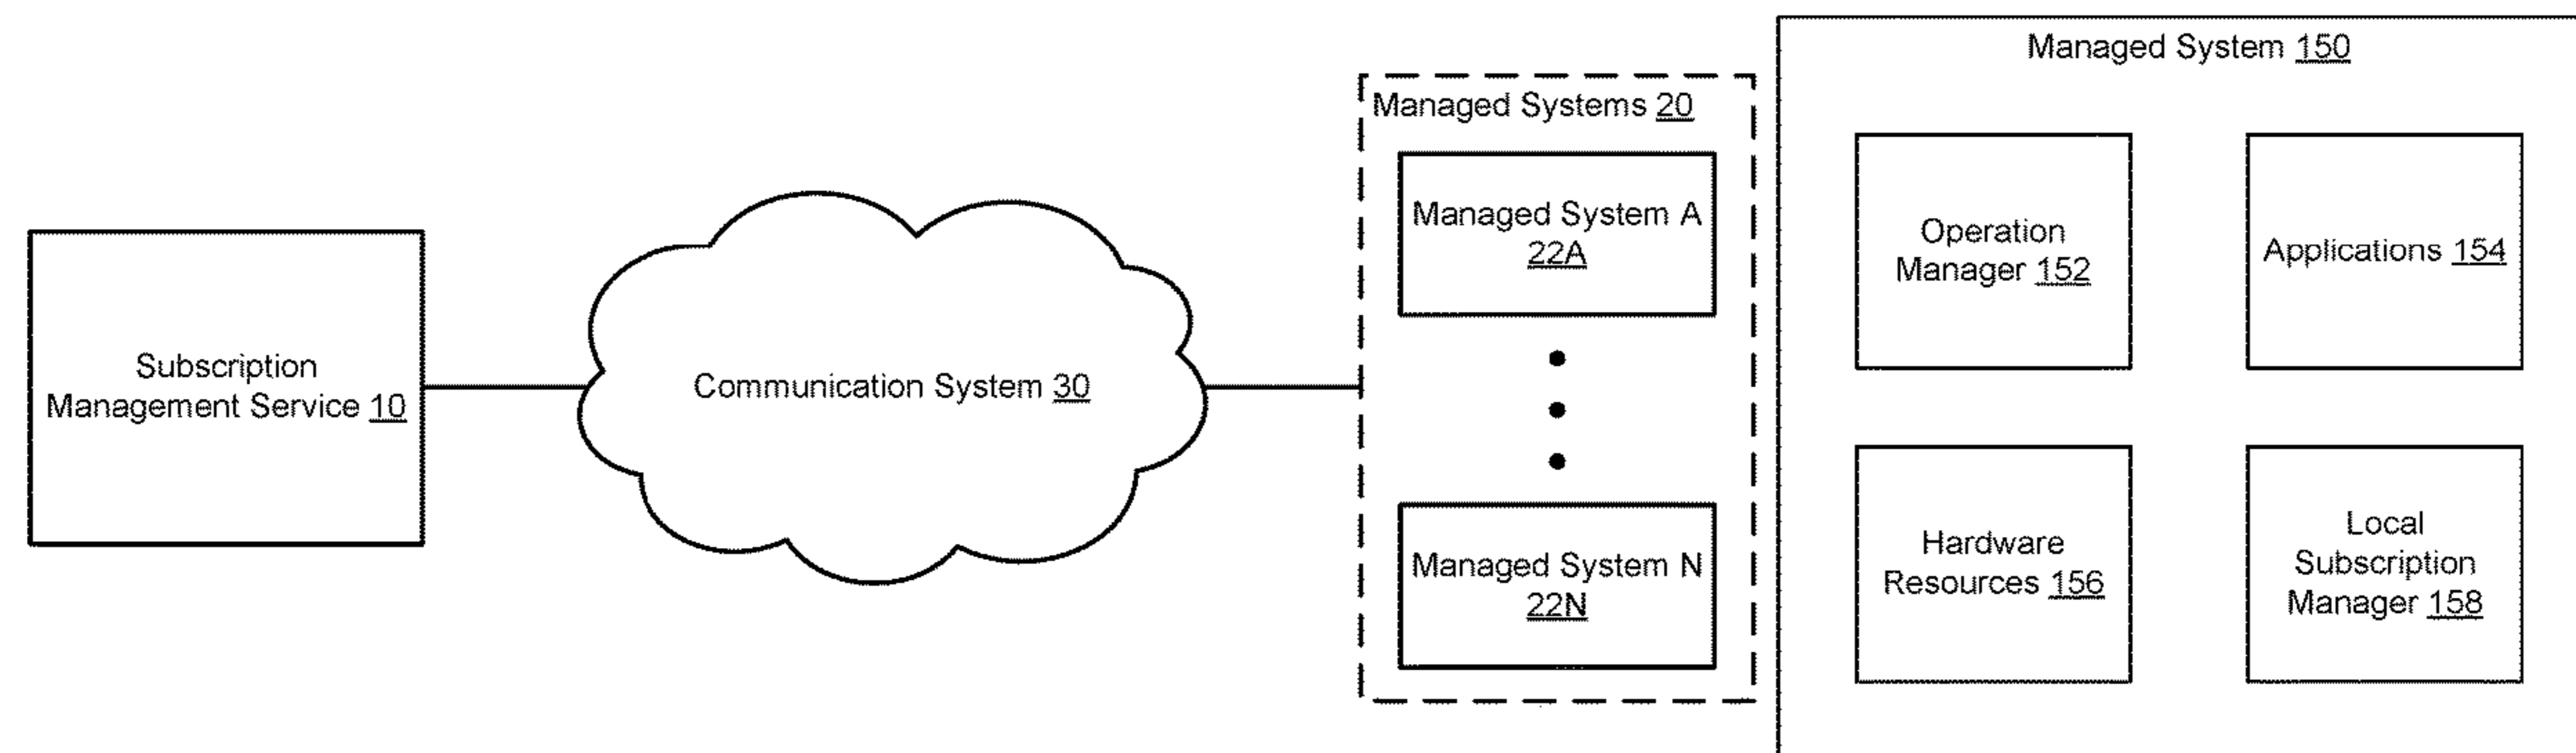 Subscription
Management Service 10
Communication System 30
Managed Systems 20
Managed System A
22A
Managed System N
22N
Managed System 150
Operation
Manager 152
Applications 154
Hardware
Resources 156
Local
Subscription
Manager 158